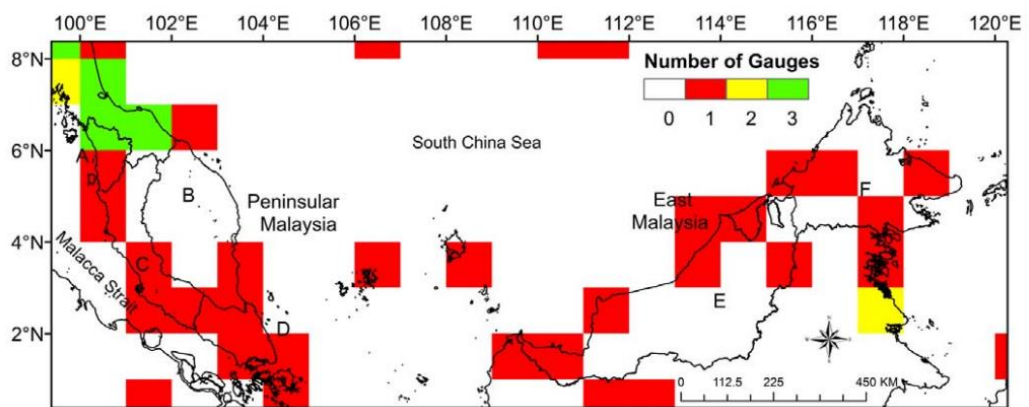 100°E 102°E 104°E 106°E 108°E 110°E 112°E 114°E 116°E 118°E 120°E
8°N
6°N
4°N
2°N
Number of Gauges
0 1 2 3
South China Sea
A
B
Peninsular
Malaysia
East
Malaysia
F
Malacca Strait
C
D
E
0 112.5 225 450 KM